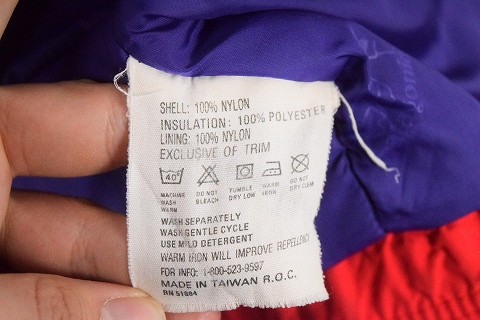 SHELL: 100% NYLON
INSULATION: 100% POLYESTER
LINING: 100% NYLON
EXCLUSIVE OF TRIM
40°
MACHINE WASH WARM
DO NOT BLEACH
TUMBLE DRY LOW
WARM IRON
DO NOT DRY CLEAN
WASH SEPARATELY
WASH GENTLE CYCLE
USE MILD DETERGENT
WARM IRON WILL IMPROVE REPELLENCY
FOR INFO: 1-800-523-9597
MADE IN TAIWAN R.O.C.
RN 51884